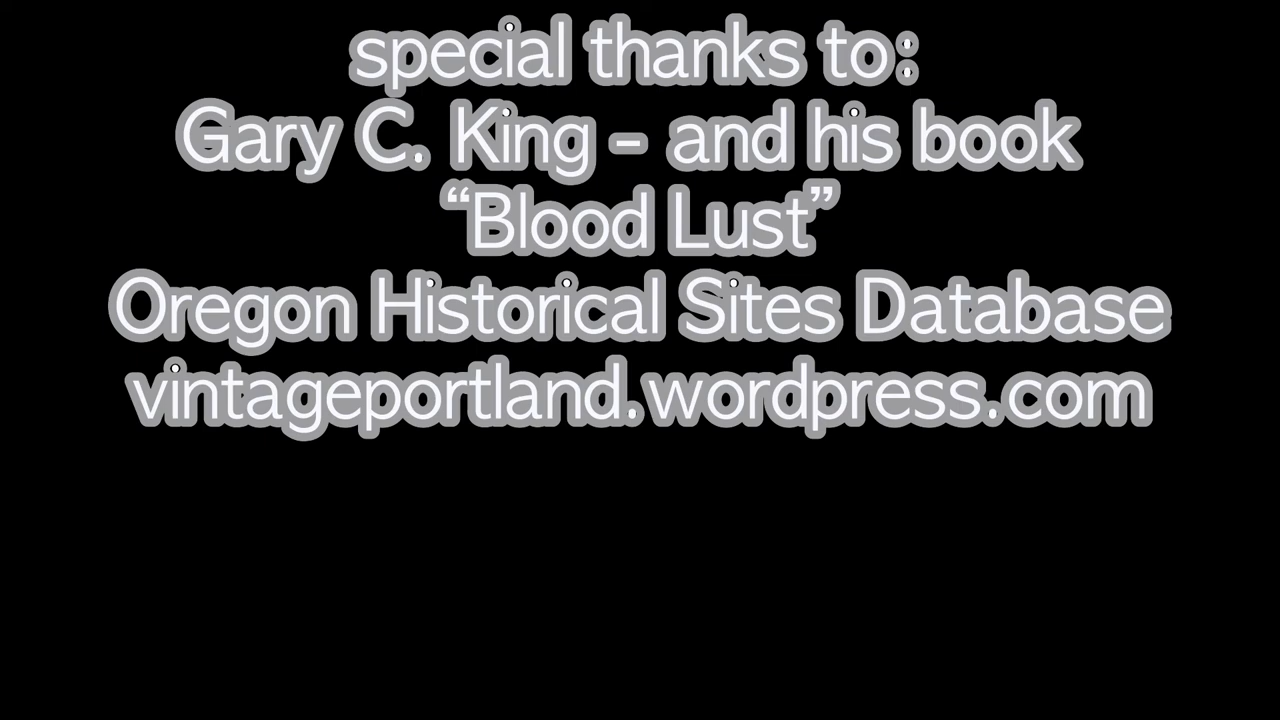 special thanks to:
Gary C. King - and his book
“Blood Lust”
Oregon Historical Sites Database
vintageportland.wordpress.com